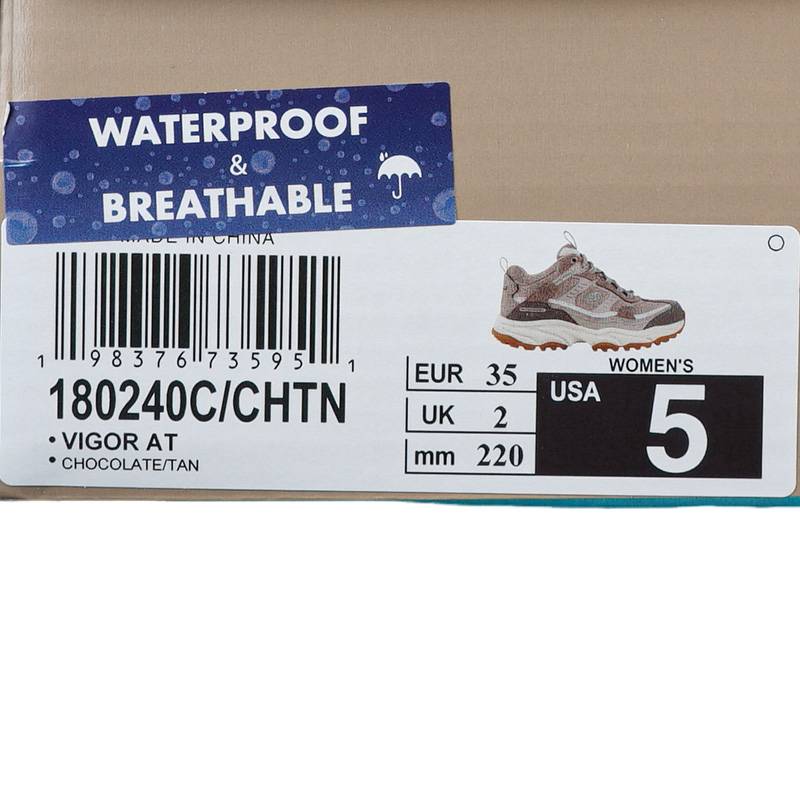 WATERPROOF
&
BREATHABLE
MADE IN CHINA
1 98376 73595 1
180240C/CHTN
• VIGOR AT
• CHOCOLATE/TAN
WOMEN'S
EUR 35
UK 2
mm 220
USA 5